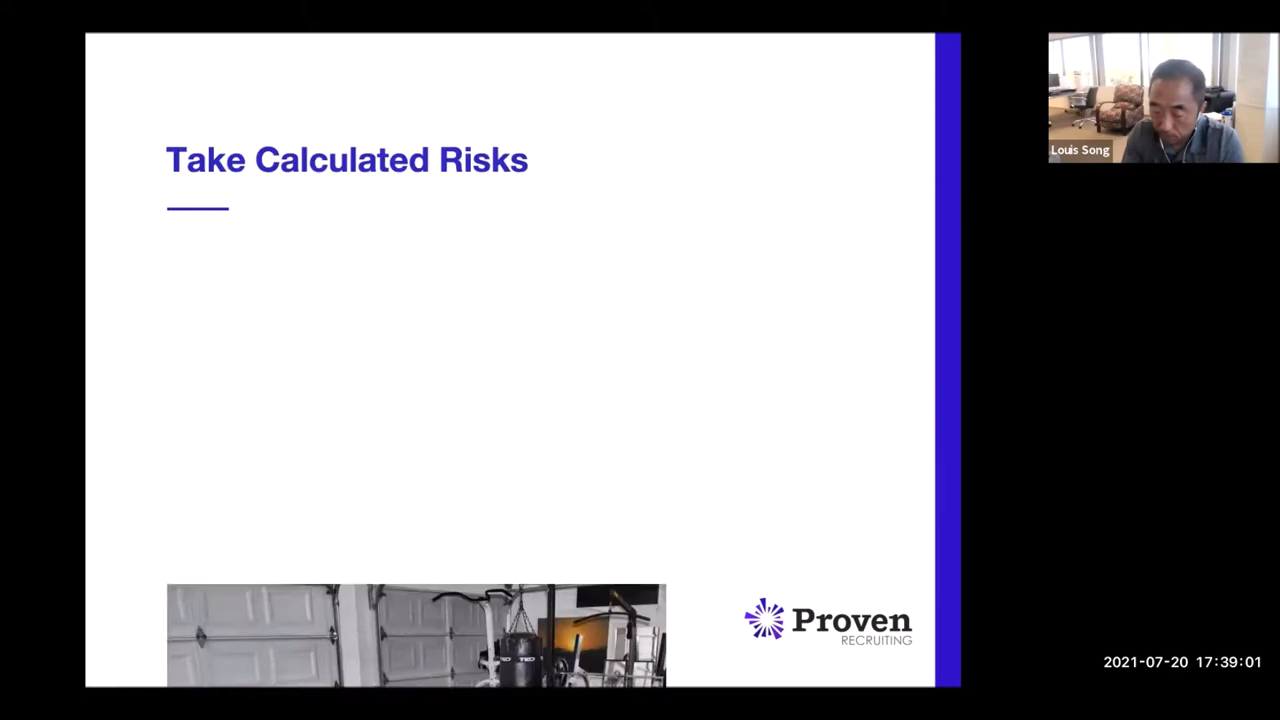 Take Calculated Risks
Louis Song
Proven
RECRUITING
2021-07-20 17:39:01